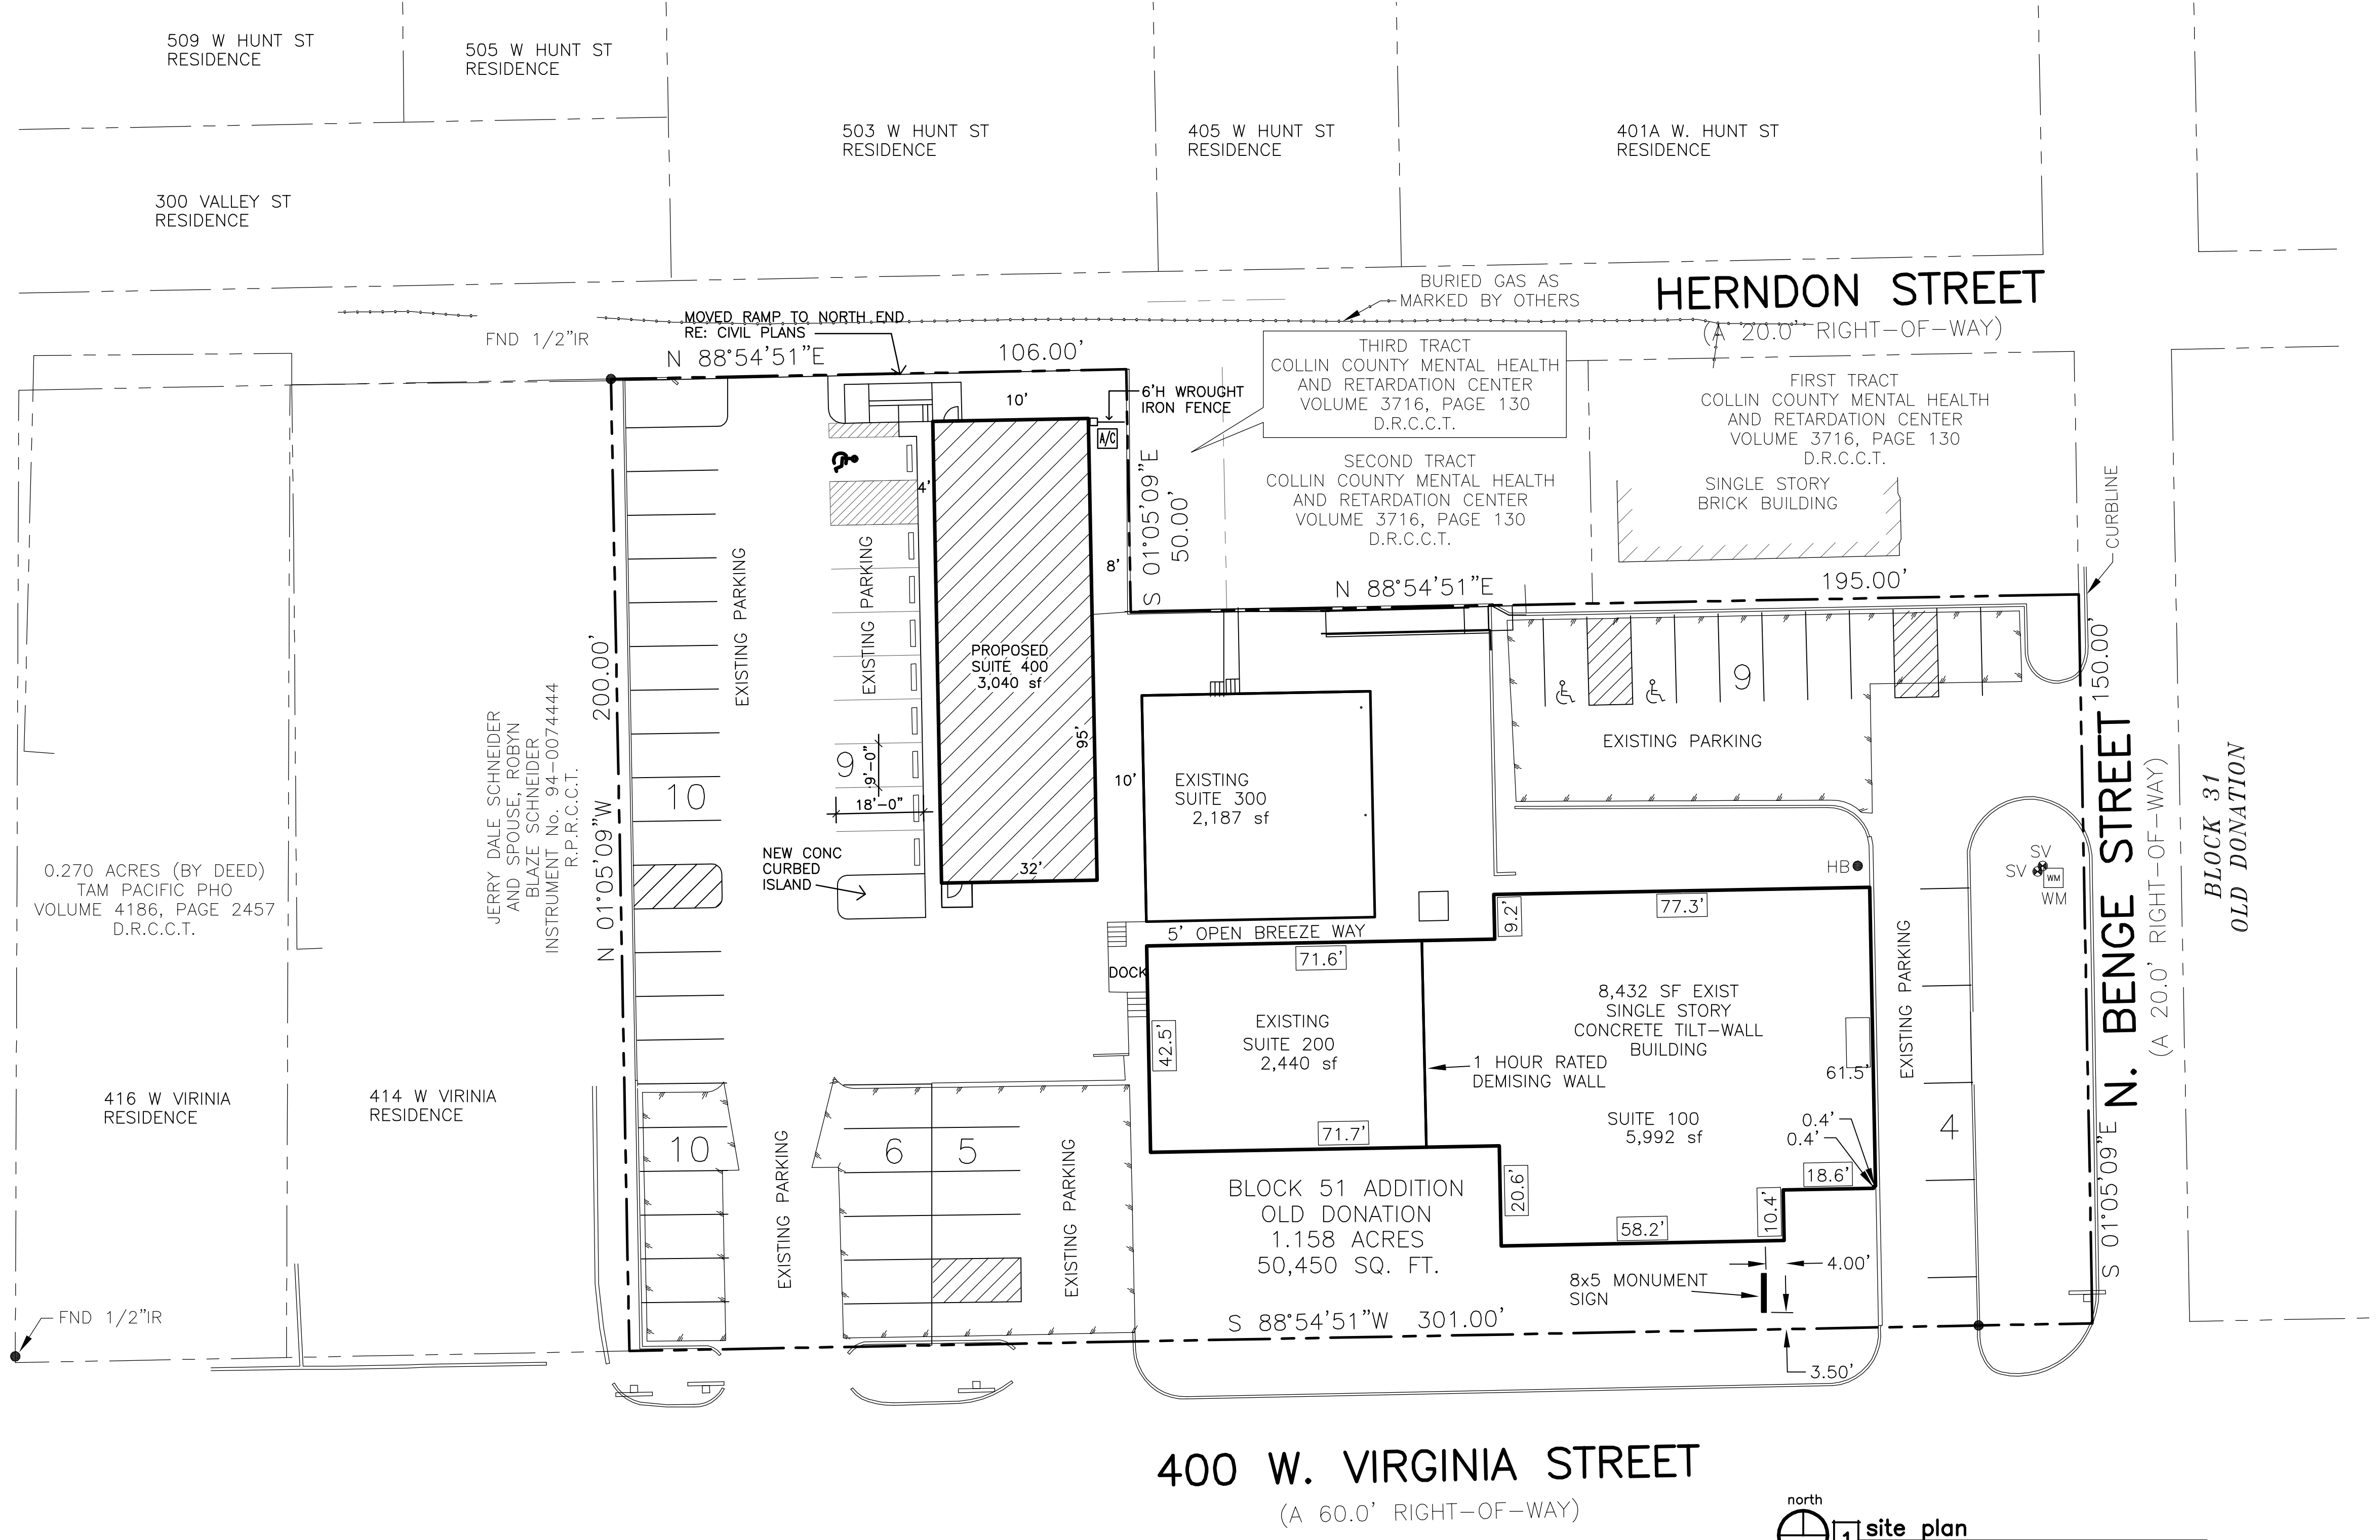 509 W HUNT ST
RESIDENCE
505 W HUNT ST
RESIDENCE
503 W HUNT ST
RESIDENCE
405 W HUNT ST
RESIDENCE
401A W. HUNT ST
RESIDENCE
300 VALLEY ST
RESIDENCE
BURIED GAS AS
MARKED BY OTHERS
HERNDON STREET
(A 20.0' RIGHT-OF-WAY)
MOVED RAMP TO NORTH END
RE: CIVIL PLANS
FND 1/2"IR
N 88°54'51"E
106.00'
10'
6'H WROUGHT
IRON FENCE
A/C
THIRD TRACT
COLLIN COUNTY MENTAL HEALTH
AND RETARDATION CENTER
VOLUME 3716, PAGE 130
D.R.C.C.T.
FIRST TRACT
COLLIN COUNTY MENTAL HEALTH
AND RETARDATION CENTER
VOLUME 3716, PAGE 130
D.R.C.C.T.
SECOND TRACT
COLLIN COUNTY MENTAL HEALTH
AND RETARDATION CENTER
VOLUME 3716, PAGE 130
D.R.C.C.T.
SINGLE STORY
BRICK BUILDING
CURBLINE
4'
S 01°05'09"E
50.00'
8'
N 88°54'51"E
195.00'
EXISTING PARKING
EXISTING PARKING
PROPOSED
SUITE 400
3,040 sf
95'
32'
9
9'-0"
18'-0"
10
NEW CONC
CURBED
ISLAND
10'
EXISTING
SUITE 300
2,187 sf
9
EXISTING PARKING
150.00'
N. BENGE STREET
(A 20.0' RIGHT-OF-WAY)
S 01°05'09"E
BLOCK 31
OLD DONATION
N 01°05'09"W
200.00'
JERRY DALE SCHNEIDER
AND SPOUSE, ROBYN
BLAZE SCHNEIDER
INSTRUMENT No. 94-0074444
R.P.R.C.C.T.
0.270 ACRES (BY DEED)
TAM PACIFIC PHO
VOLUME 4186, PAGE 2457
D.R.C.C.T.
HB
SV
SV
WM
WM
77.3'
9.2'
5' OPEN BREEZE WAY
71.6'
DOCK
42.5'
EXISTING
SUITE 200
2,440 sf
8,432 SF EXIST
SINGLE STORY
CONCRETE TILT-WALL
BUILDING
1 HOUR RATED
DEMISING WALL
61.5'
EXISTING PARKING
SUITE 100
5,992 sf
0.4'
0.4'
4
416 W VIRINIA
RESIDENCE
414 W VIRINIA
RESIDENCE
10
EXISTING PARKING
6
5
EXISTING PARKING
71.7'
20.6'
18.6'
10.4'
58.2'
BLOCK 51 ADDITION
OLD DONATION
1.158 ACRES
50,450 SQ. FT.
4.00'
8x5 MONUMENT
SIGN
S 88°54'51"W
301.00'
3.50'
FND 1/2"IR
400 W. VIRGINIA STREET
(A 60.0' RIGHT-OF-WAY)
north
1
site plan